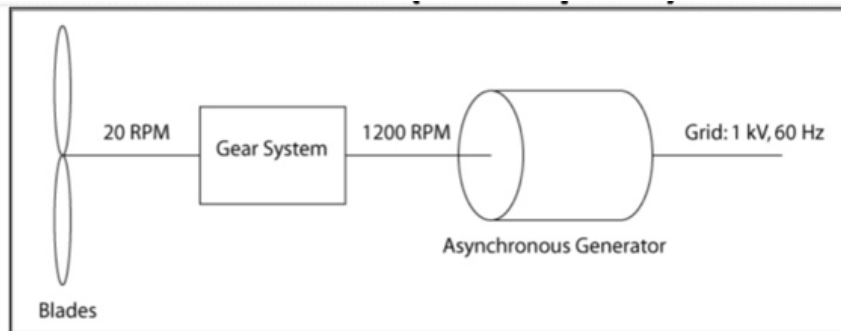 20 RPM
Gear System
1200 RPM
Grid: 1 kV, 60 Hz
Asynchronous Generator
Blades